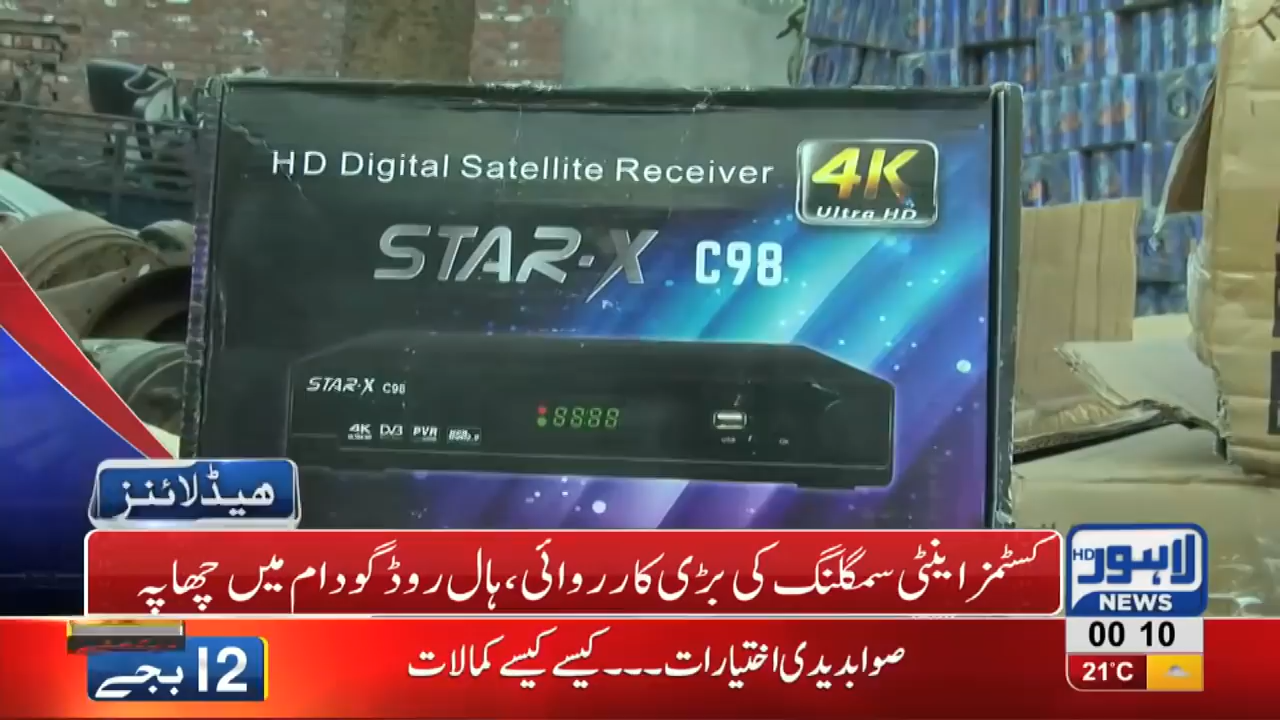 HD Digital Satellite Receiver
4K
Ultra HD
STAR-X C98
STAR-X C98
4K DVB PVR
8888
ھیڈلائنز
کسٹمز اینٹی سمگلنگ کی بڑی کارروائی، ہال روڈ گودام میں چھاپہ
لاہور HD
NEWS
00 10
21°C
صوابدیدی اختیارات۔۔۔کیسے کیسے کمالات
12 بجے